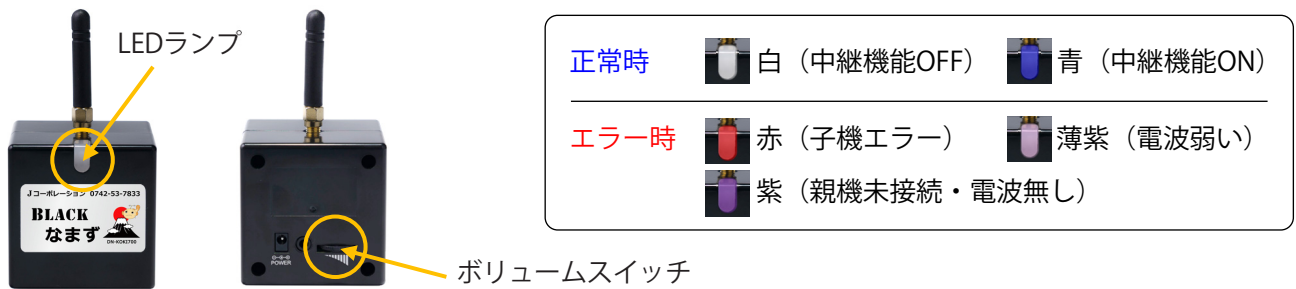 LEDランプ
Jコーポレーション 0742-53-7833
BLACK
なまず
ON-KOKI700
POWER
ボリュームスイッチ
正常時 白（中継機能OFF） 青（中継機能ON）
エラー時 赤（子機エラー） 薄紫（電波弱い）
紫（親機未接続・電波無し）